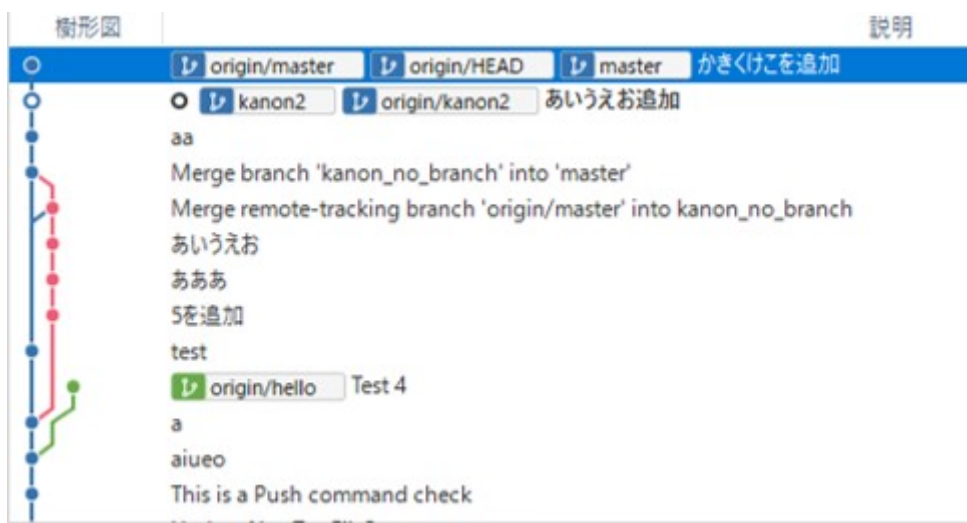 樹形図 説明
origin/master origin/HEAD master かきくけこを追加
kanon2 origin/kanon2 あいうえお追加
aa
Merge branch 'kanon_no_branch' into 'master'
Merge remote-tracking branch 'origin/master' into kanon_no_branch
あいうえお
あああ
5を追加
test
origin/hello Test 4
a
aiueo
This is a Push command check